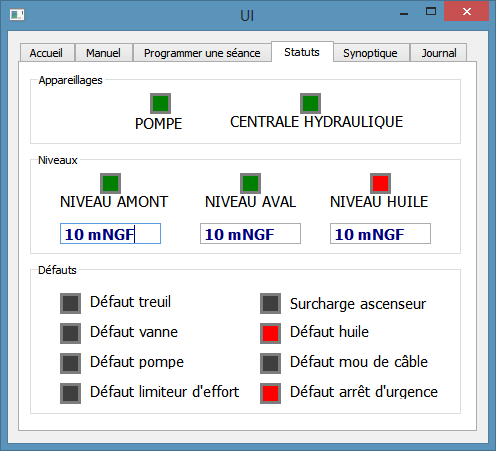 UI
Accueil Manuel Programmer une séance Statuts Synoptique Journal
Appareillages
POMPE CENTRALE HYDRAULIQUE
Niveaux
NIVEAU AMONT NIVEAU AVAL NIVEAU HUILE
10 mNGF 10 mNGF 10 mNGF
Défauts
Défaut treuil Surcharge ascenseur
Défaut vanne Défaut huile
Défaut pompe Défaut mou de câble
Défaut limiteur d'effort Défaut arrêt d'urgence